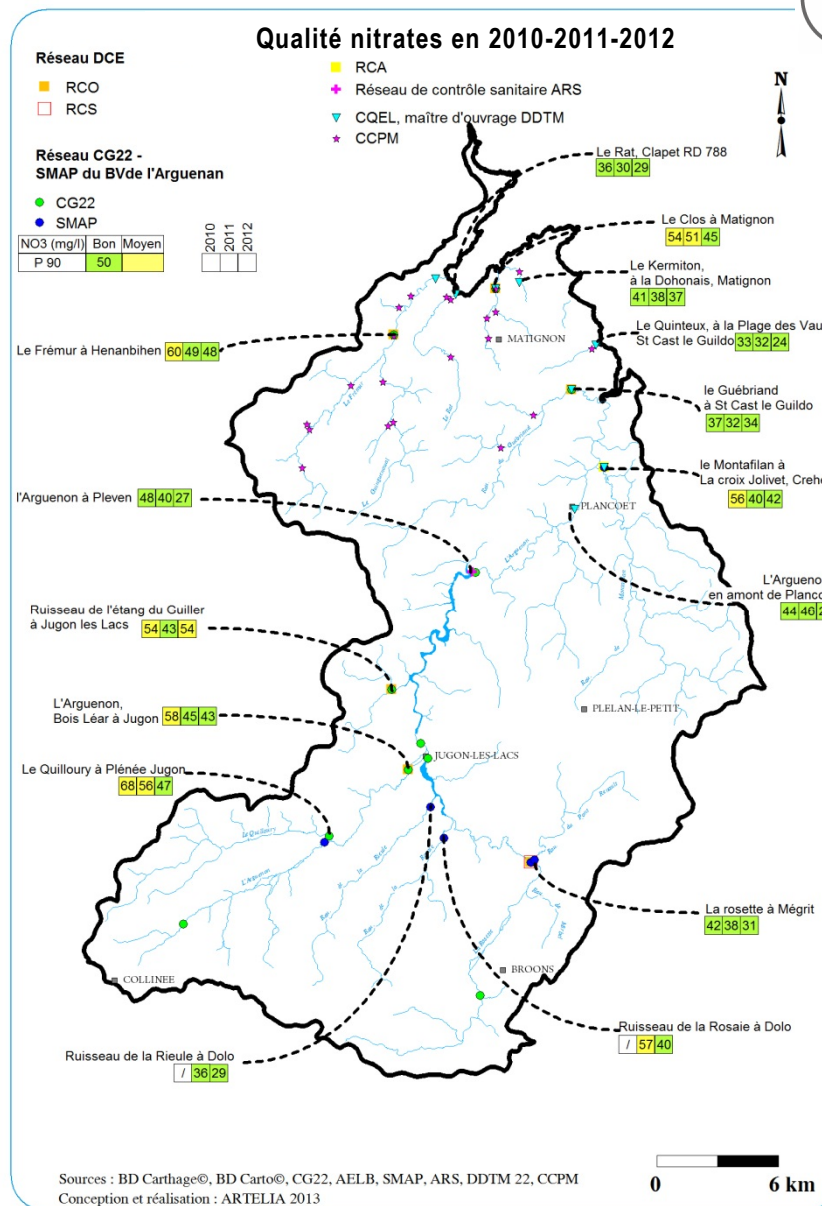 Qualité nitrates en 2010-2011-2012
Réseau DCE
RCO
RCS
RCA
Réseau de contrôle sanitaire ARS
CQEL, maître d'ouvrage DDTM
CCPM
N
Réseau CG22 -
SMAP du BVde l'Arguenan
CG22
SMAP
NO3 (mg/l) Bon Moyen
P 90 50
2010 2011 2012
Le Rat, Clapet RD 788
36 30 29
Le Clos à Matignon
54 51 45
Le Kermiton,
à la Dohonais, Matignon
41 38 37
Le Quinteux, à la Plage des Vau
St Cast le Guildo 33 32 24
MATIGNON
Le Frémur à Henanbihen 60 49 48
le Guébriand
à St Cast le Guildo
37 32 34
le Montafilan à
La croix Jolivet, Creh
56 40 42
l'Arguenon à Pleven 48 40 27
PLANCOET
L'Argueno
en amont de Planco
44 46 2
Ruisseau de l'étang du Guiller
à Jugon les Lacs 54 43 54
PLELAN-LE-PETIT
L'Arguenon,
Bois Léar à Jugon 58 45 43
JUGON-LES-LACS
Le Quilloury à Plénée Jugon
68 56 47
Le Quilloury
L'Arguenon
La rosette à Mégrit
42 38 31
COLLINEE
BROONS
Ruisseau de la Rosaie à Dolo
/ 57 40
Ruisseau de la Rieule à Dolo
/ 36 29
Sources : BD Carthage©, BD Carto©, CG22, AELB, SMAP, ARS, DDTM 22, CCPM
Conception et réalisation : ARTELIA 2013
0 6 km